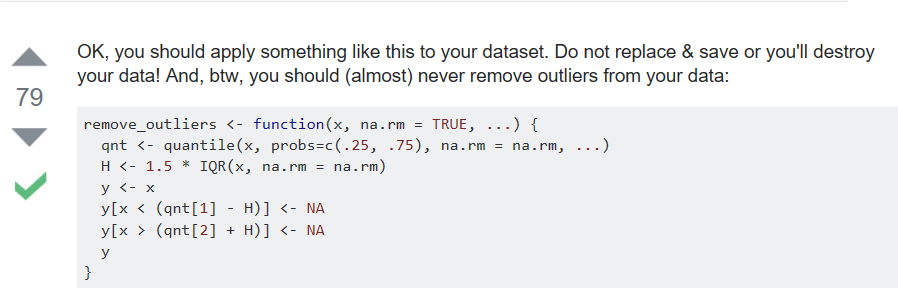 OK, you should apply something like this to your dataset. Do not replace & save or you'll destroy
your data! And, btw, you should (almost) never remove outliers from your data:
79
remove_outliers <- function(x, na.rm = TRUE, ...) {
  qnt <- quantile(x, probs=c(.25, .75), na.rm = na.rm, ...)
  H <- 1.5 * IQR(x, na.rm = na.rm)
  y <- x
  y[x < (qnt[1] - H)] <- NA
  y[x > (qnt[2] + H)] <- NA
  y
}